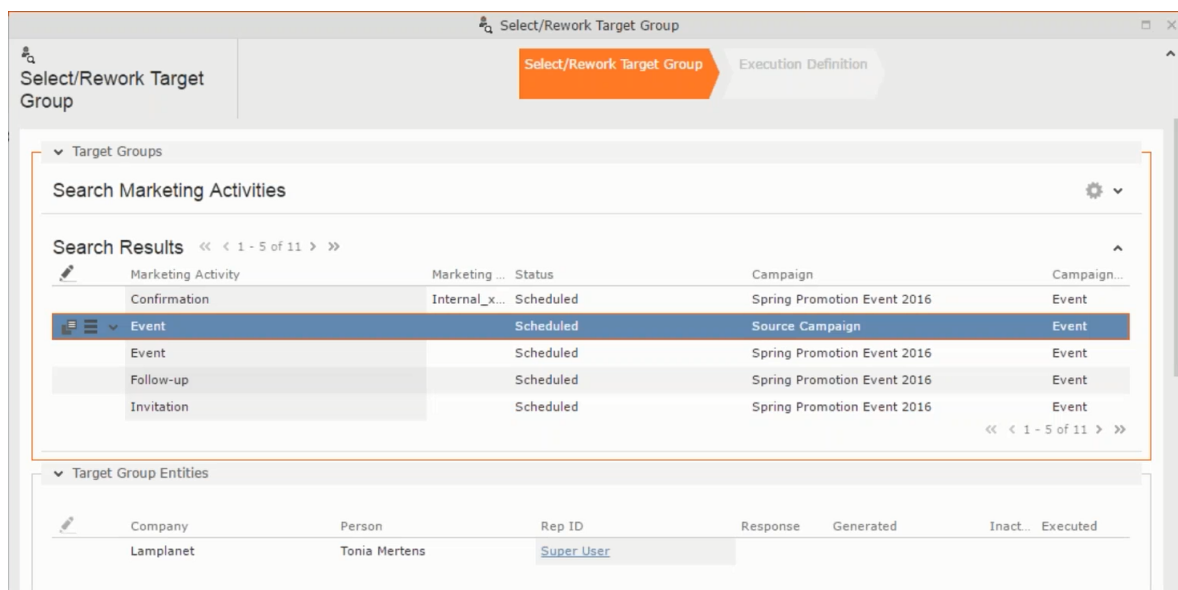 Select/Rework Target Group
Select/Rework Target
Group
Select/Rework Target Group
Execution Definition
Target Groups
Search Marketing Activities
Search Results << < 1 - 5 of 11 > >>
Marketing Activity Marketing ... Status Campaign Campaign...
Confirmation Internal_x... Scheduled Spring Promotion Event 2016 Event
Event Scheduled Source Campaign Event
Event Scheduled Spring Promotion Event 2016 Event
Follow-up Scheduled Spring Promotion Event 2016 Event
Invitation Scheduled Spring Promotion Event 2016 Event
<< < 1 - 5 of 11 > >>
Target Group Entities
Company Person Rep ID Response Generated Inact... Executed
Lamplanet Tonia Mertens Super User